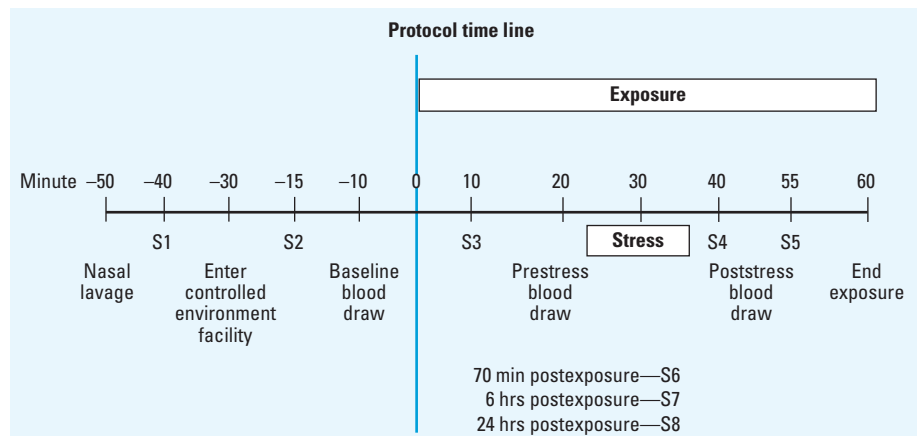 Protocol time line
Exposure
Minute –50 –40 –30 –15 –10 0 10 20 30 40 55 60
S1 S2 S3 Stress S4 S5
Nasal lavage
Enter controlled environment facility
Baseline blood draw
Prestress blood draw
Poststress blood draw
End exposure
70 min postexposure—S6
6 hrs postexposure—S7
24 hrs postexposure—S8